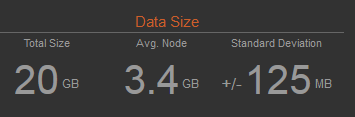 Data Size
Total Size Avg. Node Standard Deviation
20 GB 3.4 GB +/- 125 MB